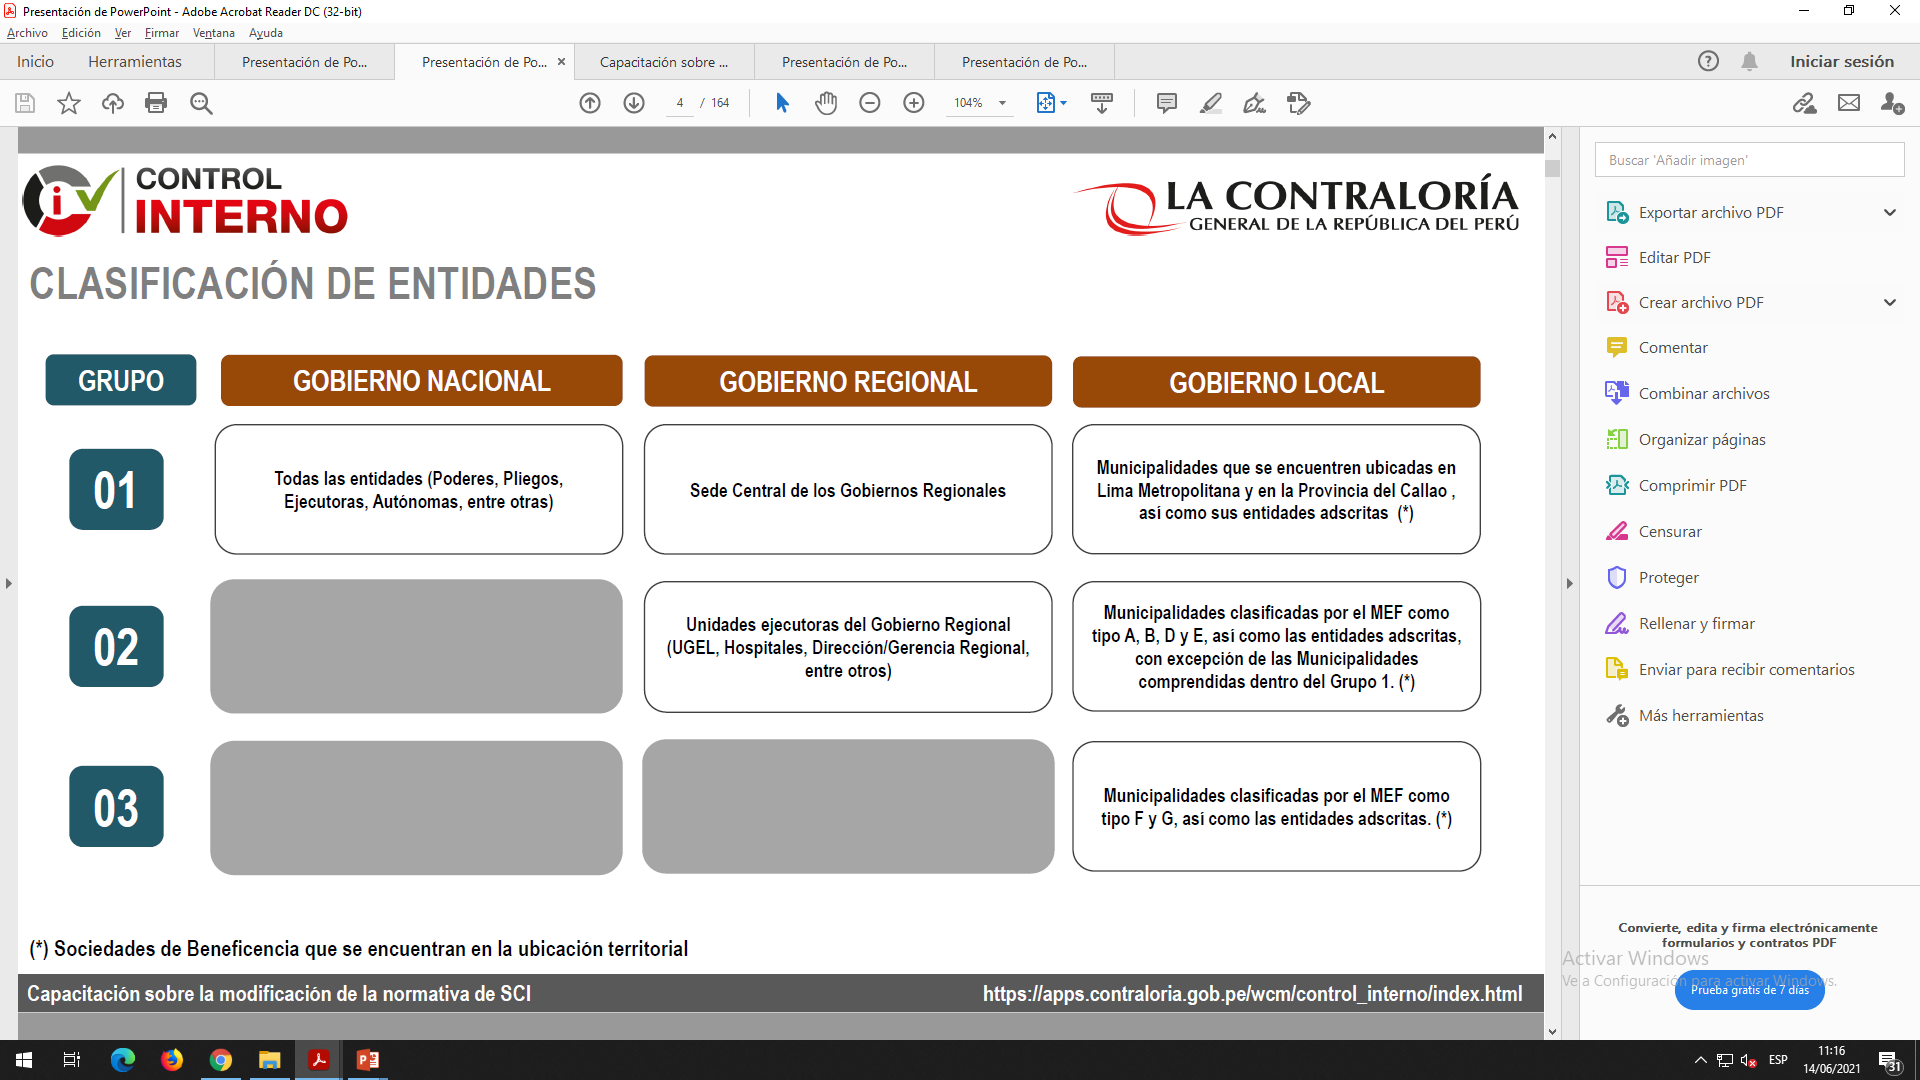 Presentación de PowerPoint - Adobe Acrobat Reader DC (32-bit)
Archivo Edición Ver Firmar Ventana Ayuda
Inicio Herramientas Presentación de Po... Presentación de Po... × Capacitación sobre ... Presentación de Po... Presentación de Po... Iniciar sesión
4 / 164 104%
CONTROL
INTERNO
LA CONTRALORÍA
GENERAL DE LA REPÚBLICA DEL PERÚ
CLASIFICACIÓN DE ENTIDADES
GRUPO GOBIERNO NACIONAL GOBIERNO REGIONAL GOBIERNO LOCAL
01
Todas las entidades (Poderes, Pliegos,
Ejecutoras, Autónomas, entre otras)
Sede Central de los Gobiernos Regionales
Municipalidades que se encuentren ubicadas en
Lima Metropolitana y en la Provincia del Callao ,
así como sus entidades adscritas (*)
02
Unidades ejecutoras del Gobierno Regional
(UGEL, Hospitales, Dirección/Gerencia Regional,
entre otros)
Municipalidades clasificadas por el MEF como
tipo A, B, D y E, así como las entidades adscritas,
con excepción de las Municipalidades
comprendidas dentro del Grupo 1. (*)
03
Municipalidades clasificadas por el MEF como
tipo F y G, así como las entidades adscritas. (*)
(*) Sociedades de Beneficencia que se encuentran en la ubicación territorial
Capacitación sobre la modificación de la normativa de SCI
https://apps.contraloria.gob.pe/wcm/control_interno/index.html
Buscar 'Añadir imagen'
Exportar archivo PDF
Editar PDF
Crear archivo PDF
Comentar
Combinar archivos
Organizar páginas
Comprimir PDF
Censurar
Proteger
Rellenar y firmar
Enviar para recibir comentarios
Más herramientas
Convierte, edita y firma electrónicamente
formularios y contratos PDF
Activar Windows
Ve a Configuración para activar Windows.
Prueba gratis de 7 días
ESP
11:16
14/06/2021
31